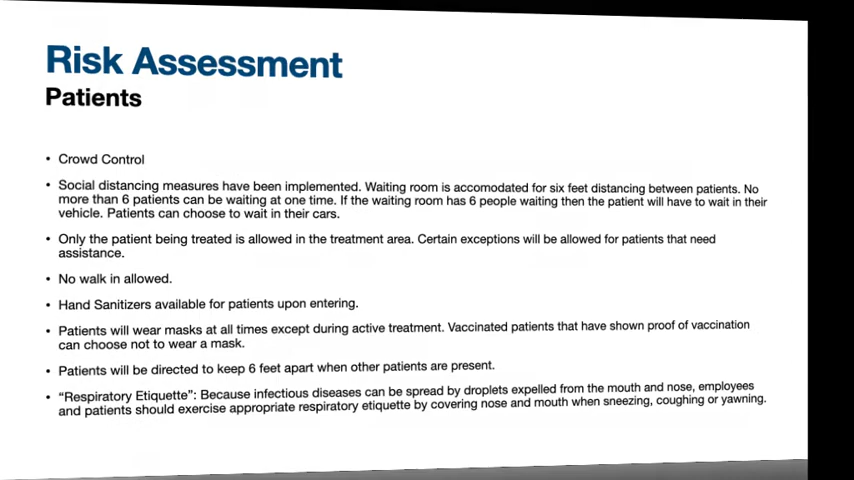 Risk Assessment
Patients
• Crowd Control
• Social distancing measures have been implemented. Waiting room is accomodated for six feet distancing between patients. No
more than 6 patients can be waiting at one time. If the waiting room has 6 people waiting then the patient will have to wait in their
vehicle. Patients can choose to wait in their cars.
• Only the patient being treated is allowed in the treatment area. Certain exceptions will be allowed for patients that need
assistance.
• No walk in allowed.
• Hand Sanitizers available for patients upon entering.
• Patients will wear masks at all times except during active treatment. Vaccinated patients that have shown proof of vaccination
can choose not to wear a mask.
• Patients will be directed to keep 6 feet apart when other patients are present.
• “Respiratory Etiquette”: Because infectious diseases can be spread by droplets expelled from the mouth and nose, employees
and patients should exercise appropriate respiratory etiquette by covering nose and mouth when sneezing, coughing or yawning.